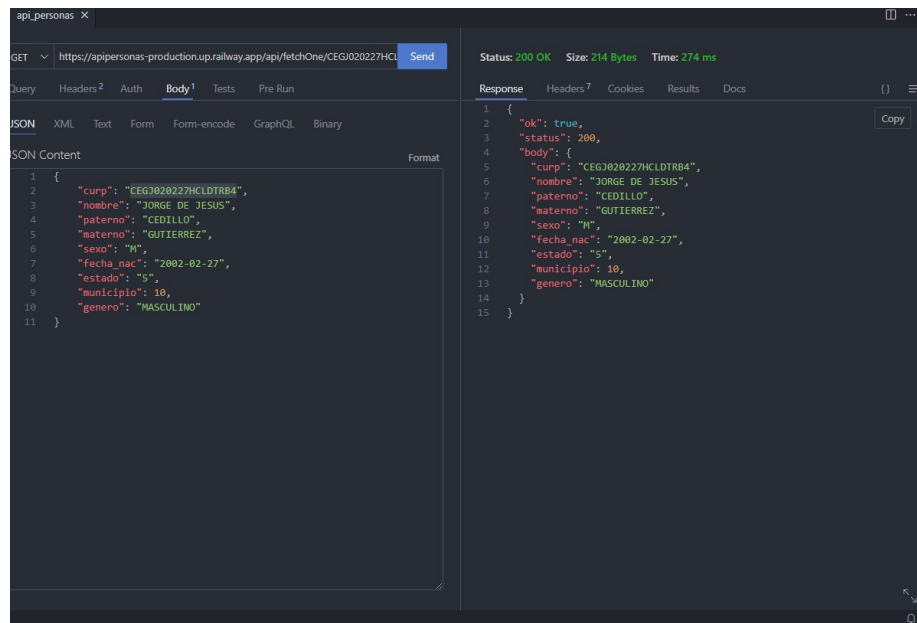 api_personas ×
GET https://apipersonas-production.up.railway.app/api/fetchOne/CEGJ020227HCL Send
Query Headers 2 Auth Body 1 Tests Pre Run
JSON XML Text Form Form-encode GraphQL Binary
JSON Content Format
1 {
2 "curp": "CEGJ020227HCLDTRB4",
3 "nombre": "JORGE DE JESUS",
4 "paterno": "CEDILLO",
5 "materno": "GUTIERREZ",
6 "sexo": "M",
7 "fecha_nac": "2002-02-27",
8 "estado": "5",
9 "municipio": 10,
10 "genero": "MASCULINO"
11 }
Status: 200 OK Size: 214 Bytes Time: 274 ms
Response Headers 7 Cookies Results Docs {}
Copy
1 {
2 "ok": true,
3 "status": 200,
4 "body": {
5 "curp": "CEGJ020227HCLDTRB4",
6 "nombre": "JORGE DE JESUS",
7 "paterno": "CEDILLO",
8 "materno": "GUTIERREZ",
9 "sexo": "M",
10 "fecha_nac": "2002-02-27",
11 "estado": "5",
12 "municipio": 10,
13 "genero": "MASCULINO"
14 }
15 }